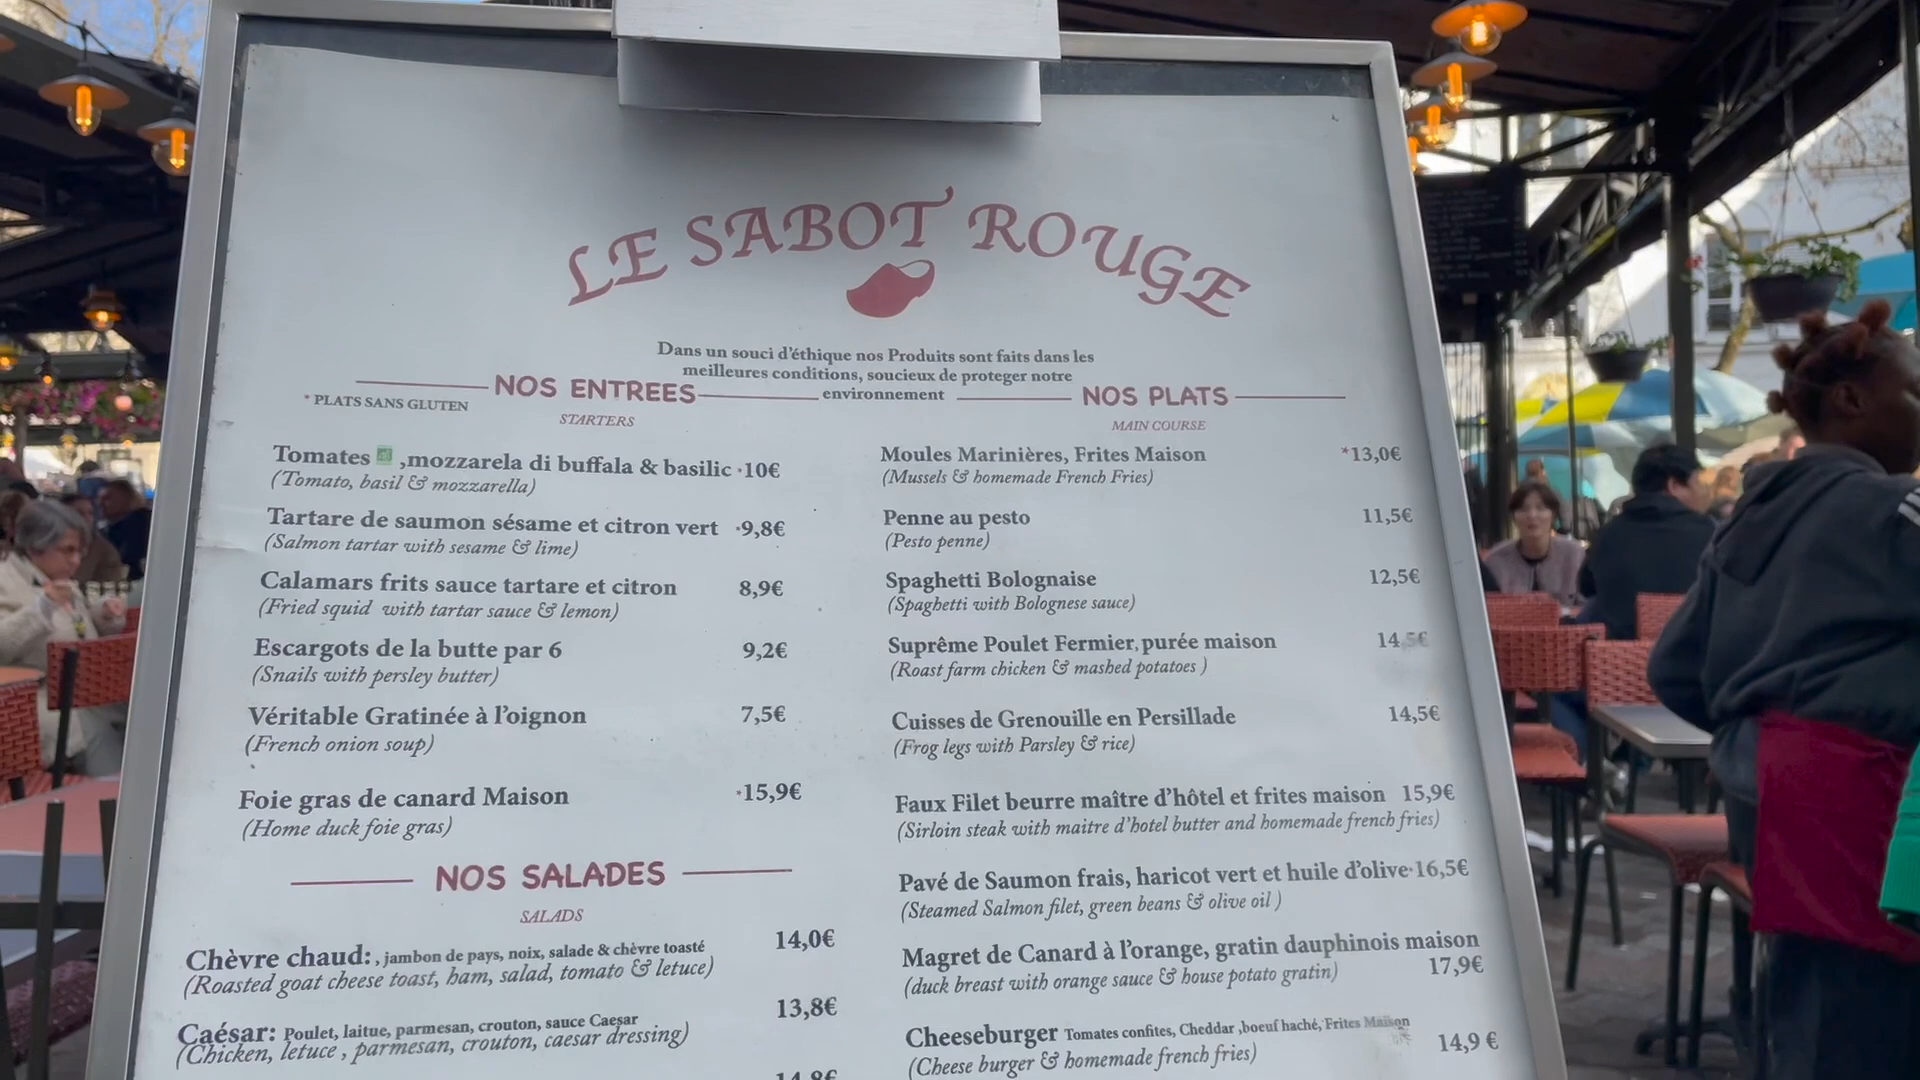 LE SABOT ROUGE
Dans un souci d'éthique nos Produits sont faits dans les
meilleures conditions, soucieux de proteger notre
environnement
NOS ENTREES
* PLATS SANS GLUTEN
STARTERS
Tomates ,mozzarela di buffala & basilic *10€
(Tomato, basil & mozzarella)
Tartare de saumon sésame et citron vert *9,8€
(Salmon tartar with sesame & lime)
Calamars frits sauce tartare et citron 8,9€
(Fried squid with tartar sauce & lemon)
Escargots de la butte par 6 9,2€
(Snails with persley butter)
Véritable Gratinée à l'oignon 7,5€
(French onion soup)
Foie gras de canard Maison *15,9€
(Home duck foie gras)
NOS SALADES
SALADS
Chèvre chaud: , jambon de pays, noix, salade & chèvre toasté 14,0€
(Roasted goat cheese toast, ham, salad, tomato & letuce)
Caésar: Poulet, laitue, parmesan, crouton, sauce Caesar 13,8€
(Chicken, letuce , parmesan, crouton, caesar dressing)
NOS PLATS
MAIN COURSE
Moules Marinières, Frites Maison *13,0€
(Mussels & homemade French Fries)
Penne au pesto 11,5€
(Pesto penne)
Spaghetti Bolognaise 12,5€
(Spaghetti with Bolognese sauce)
Suprême Poulet Fermier, purée maison 14,5€
(Roast farm chicken & mashed potatoes )
Cuisses de Grenouille en Persillade 14,5€
(Frog legs with Parsley & rice)
Faux Filet beurre maître d'hôtel et frites maison 15,9€
(Sirloin steak with maitre d'hotel butter and homemade french fries)
Pavé de Saumon frais, haricot vert et huile d'olive *16,5€
(Steamed Salmon filet, green beans & olive oil )
Magret de Canard à l'orange, gratin dauphinois maison
(duck breast with orange sauce & house potato gratin) 17,9€
Cheeseburger Tomates confites, Cheddar ,boeuf haché, Frites Maison
(Cheese burger & homemade french fries) 14,9 €